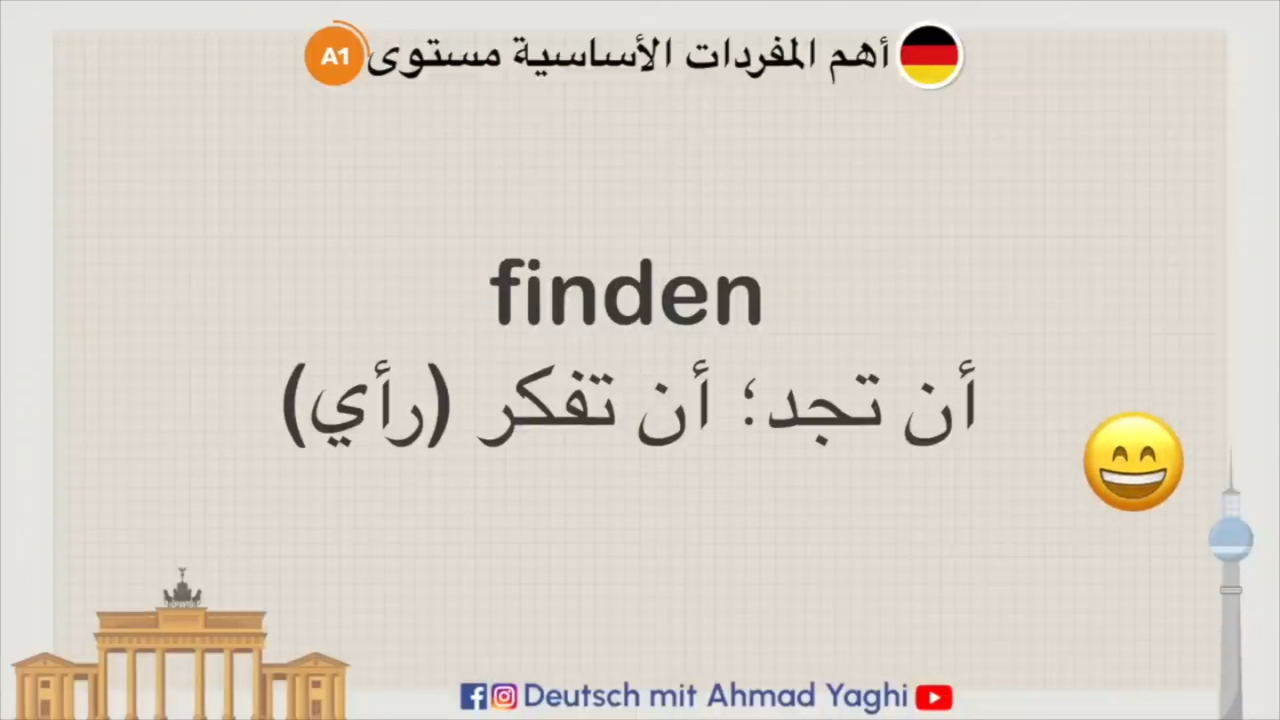 أهم المفردات الأساسية مستوى A1
finden
أن تجد؛ أن تفكر (رأي)
Deutsch mit Ahmad Yaghi